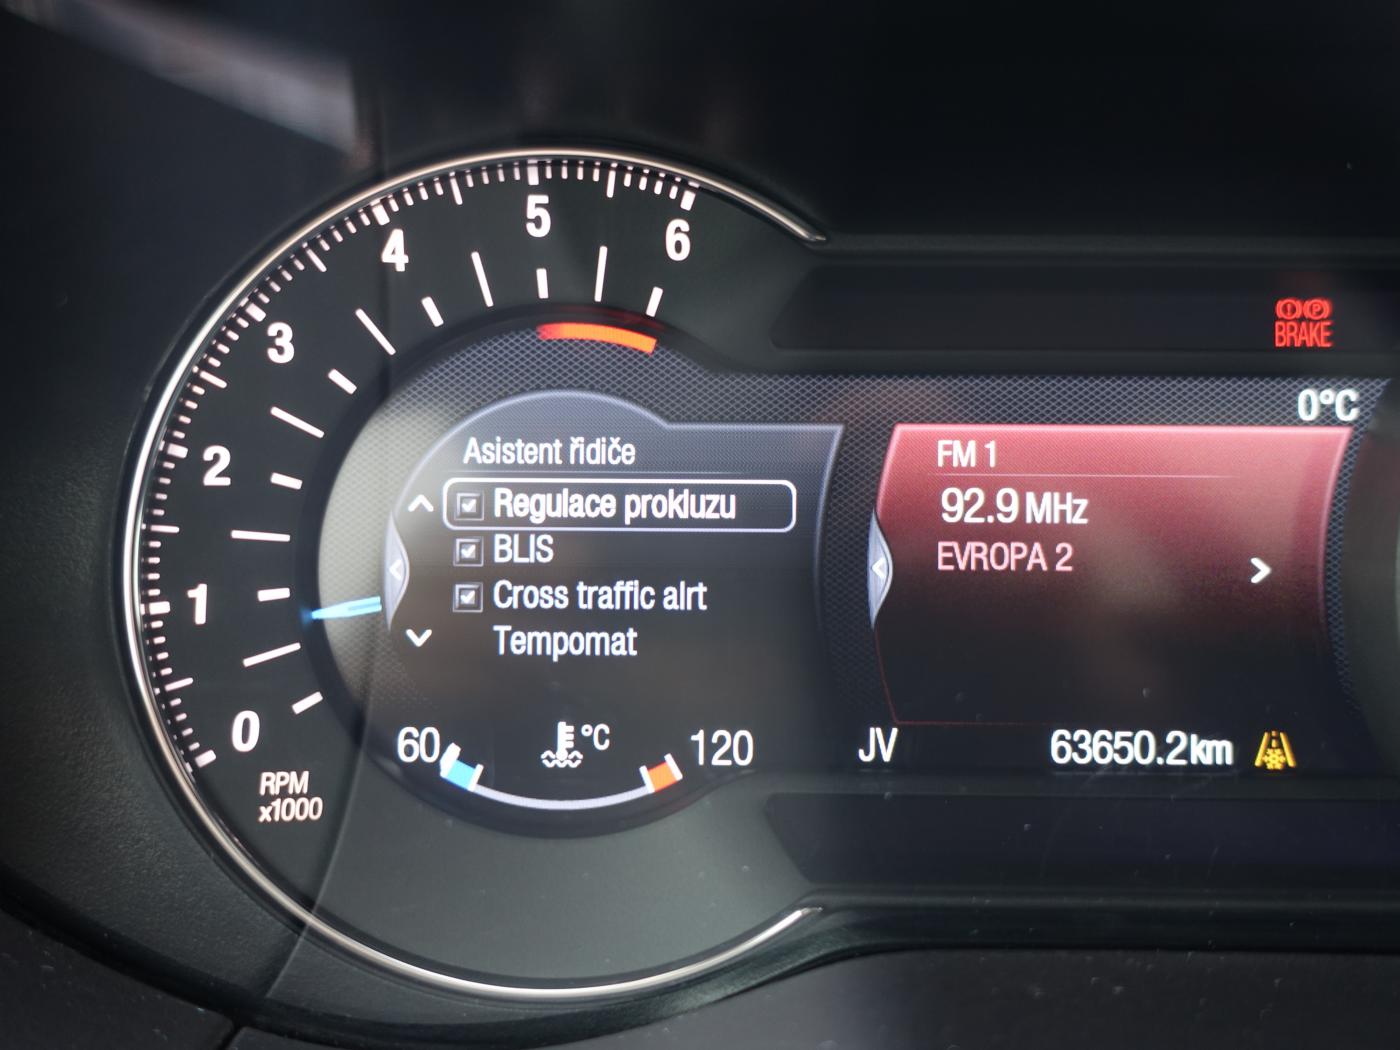 6
5
4
3
2
1
0
RPM
x1000
BRAKE
0°C
Asistent řidiče
Regulace prokluzu
BLIS
Cross traffic alrt
Tempomat
60
°C
120
FM 1
92.9 MHz
EVROPA 2
JV
63650.2km